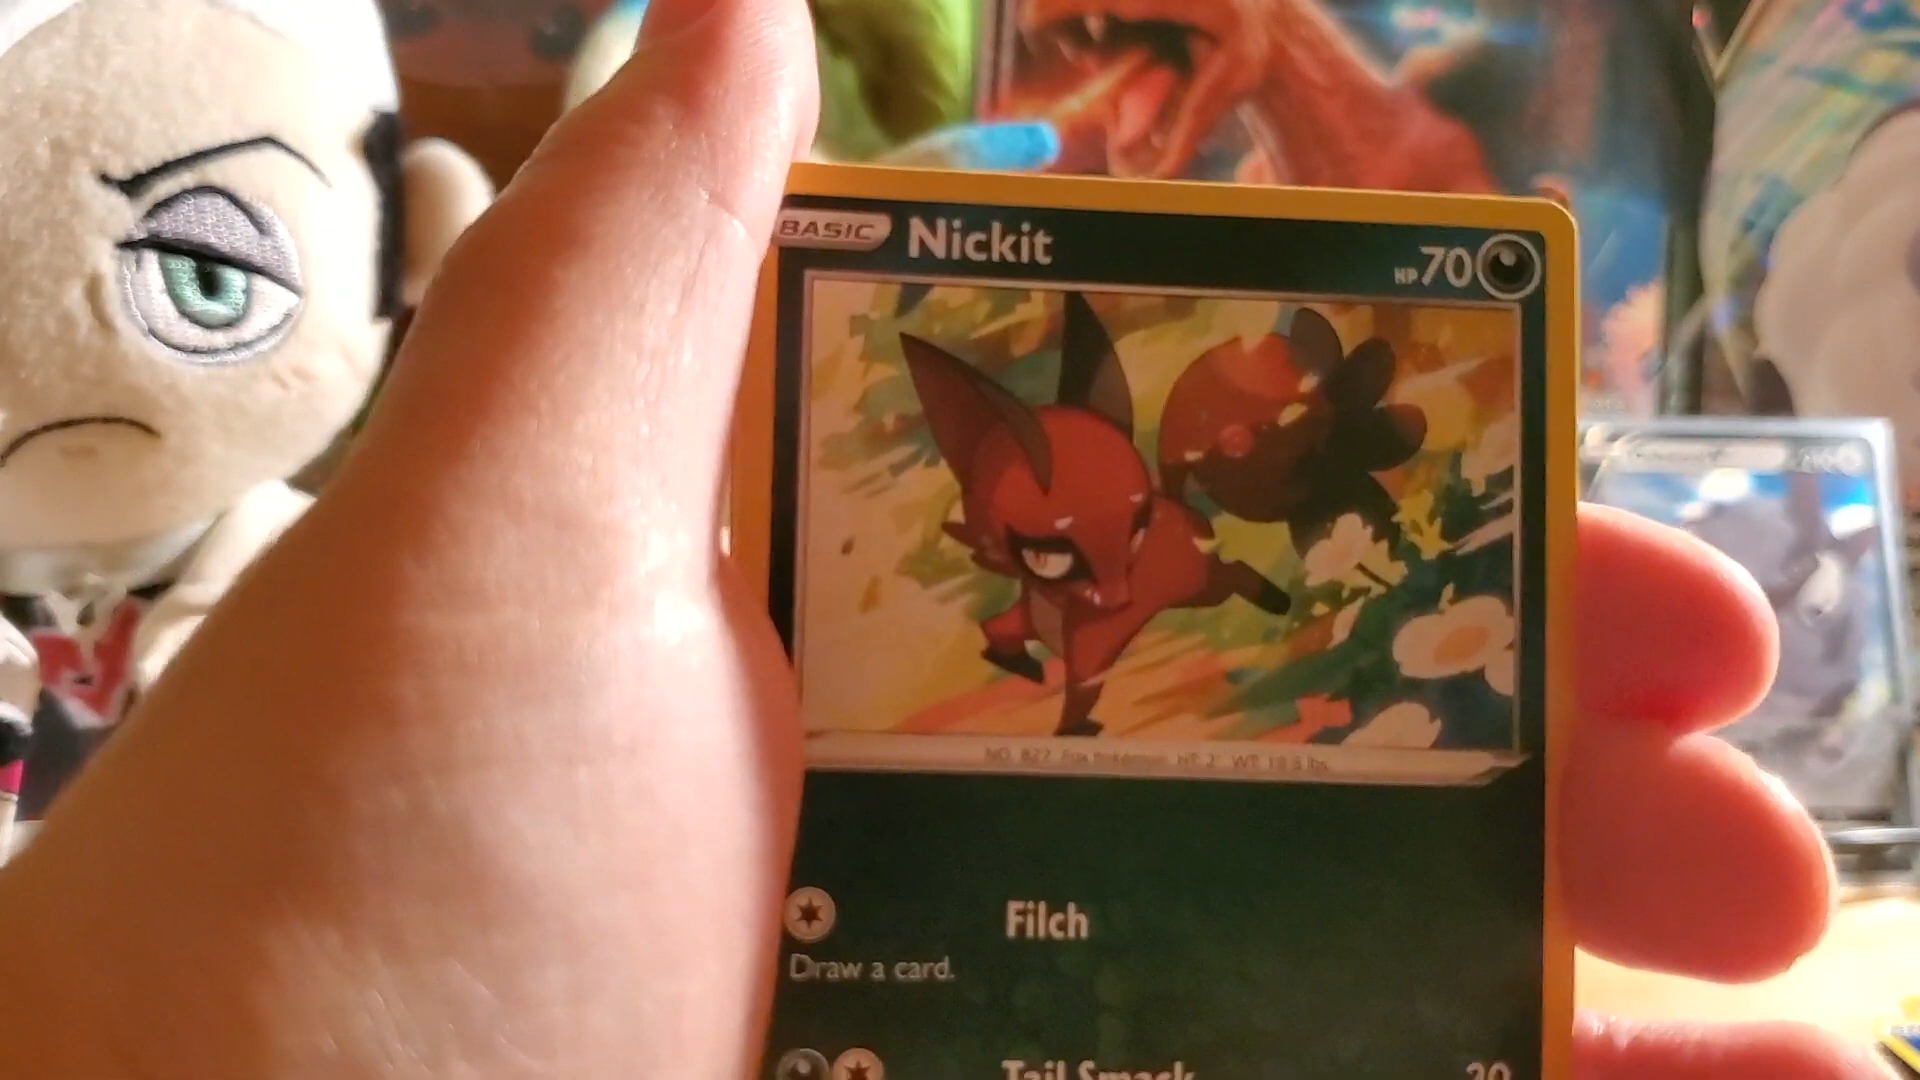 BASIC Nickit HP 70
NO. 827 Fox Pokémon HT: 2' WT: 19.6 lbs.
Filch
Draw a card.
Tail Smack 20